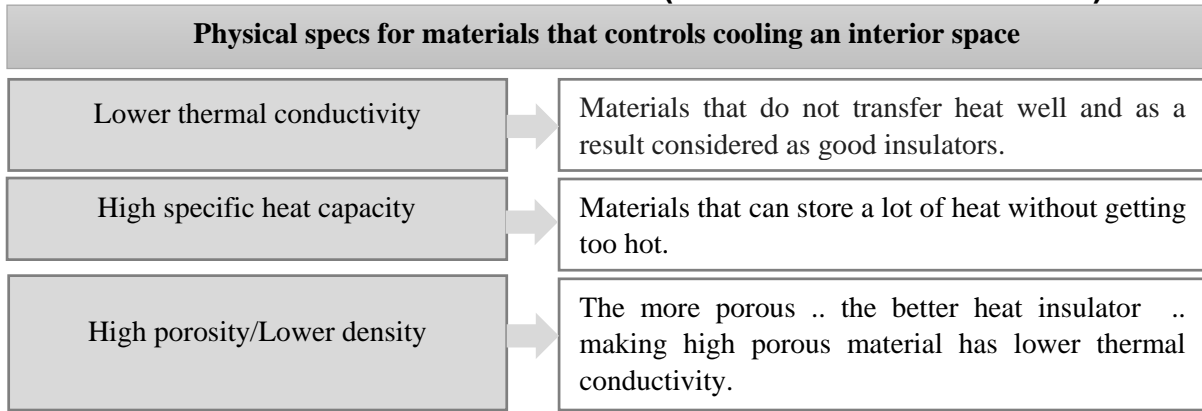 Physical specs for materials that controls cooling an interior space
Lower thermal conductivity
Materials that do not transfer heat well and as a
result considered as good insulators.
High specific heat capacity
Materials that can store a lot of heat without getting
too hot.
High porosity/Lower density
The more porous .. the better heat insulator ..
making high porous material has lower thermal
conductivity.